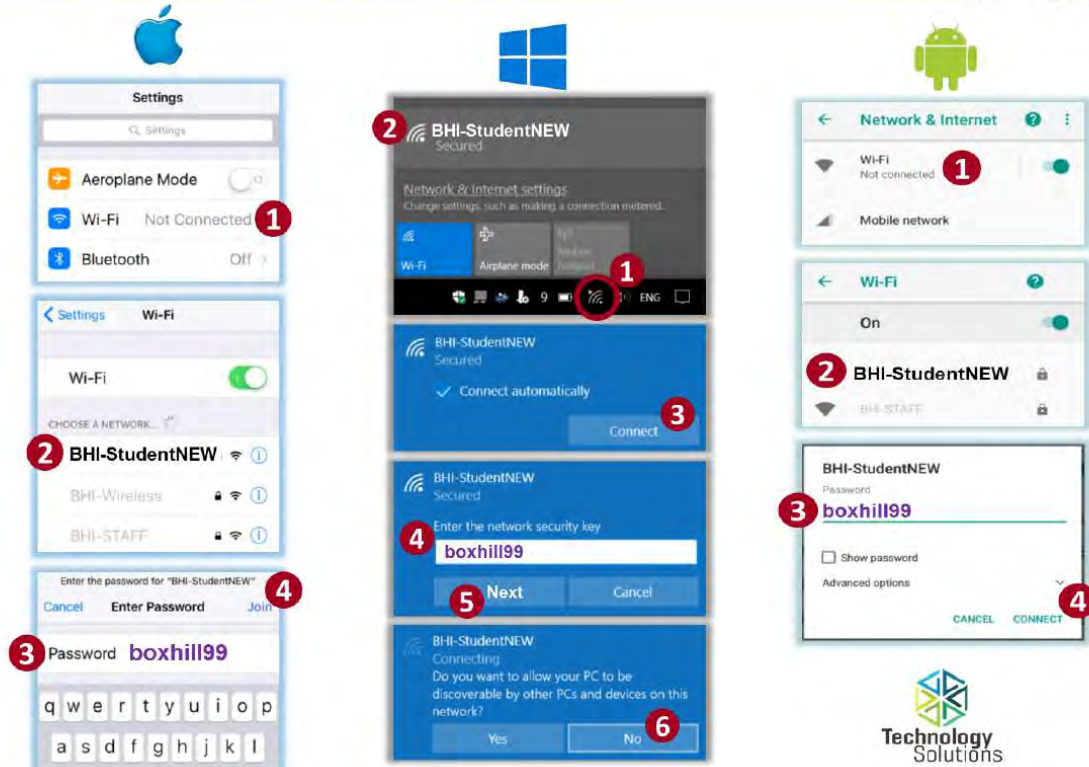 Settings
Settings
Aeroplane Mode
Wi-Fi Not Connected 1
Bluetooth Off
Settings Wi-Fi
Wi-Fi
CHOOSE A NETWORK...
2 BHI-StudentNEW
BHI-Wireless
BHI-STAFF
Enter the password for "BHI-StudentNEW"
4
Cancel Enter Password Join
3 Password boxhill99
q w e r t y u i o p
a s d f g h j k l
2 BHI-StudentNEW
Secured
Network & Internet settings
Change settings, such as making a connection metered.
Wi-Fi Airplane mode
1
9 ENG
BHI-StudentNEW
Secured
Connect automatically
Connect 3
BHI-StudentNEW
Secured
Enter the network security key
4 boxhill99
5 Next Cancel
BHI-StudentNEW
Connecting
Do you want to allow your PC to be
discoverable by other PCs and devices on this
network?
Yes No 6
Network & Internet ?
Wi-Fi
Not connected 1
Mobile network
Wi-Fi ?
On
2 BHI-StudentNEW
BHI-STAFF
BHI-StudentNEW
Password
3 boxhill99
Show password
Advanced options
CANCEL CONNECT 4
Technology
Solutions